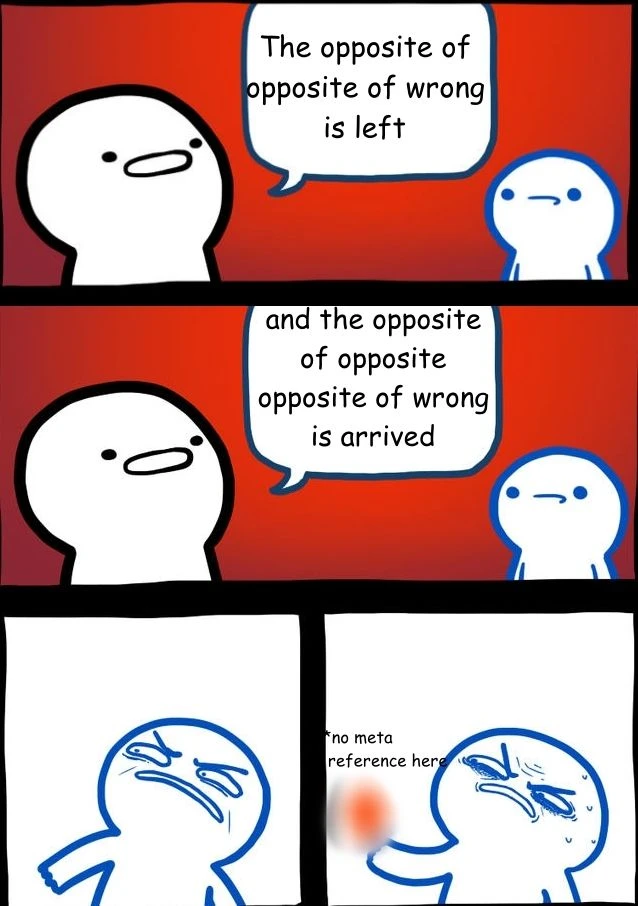 The opposite of
opposite of wrong
is left
and the opposite
of opposite
opposite of wrong
is arrived
*no meta
reference here